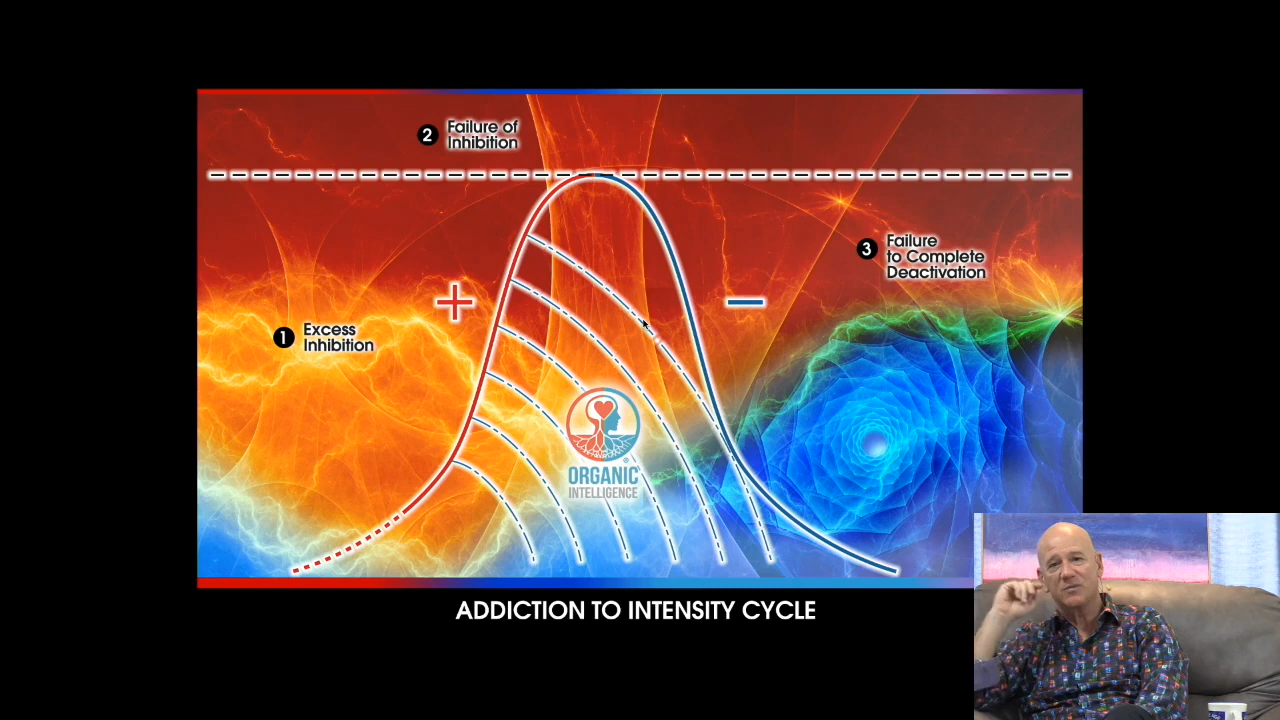 2 Failure of
Inhibition
+
−
3 Failure
to Complete
Deactivation
1 Excess
Inhibition
ORGANIC
INTELLIGENCE
®
ADDICTION TO INTENSITY CYCLE